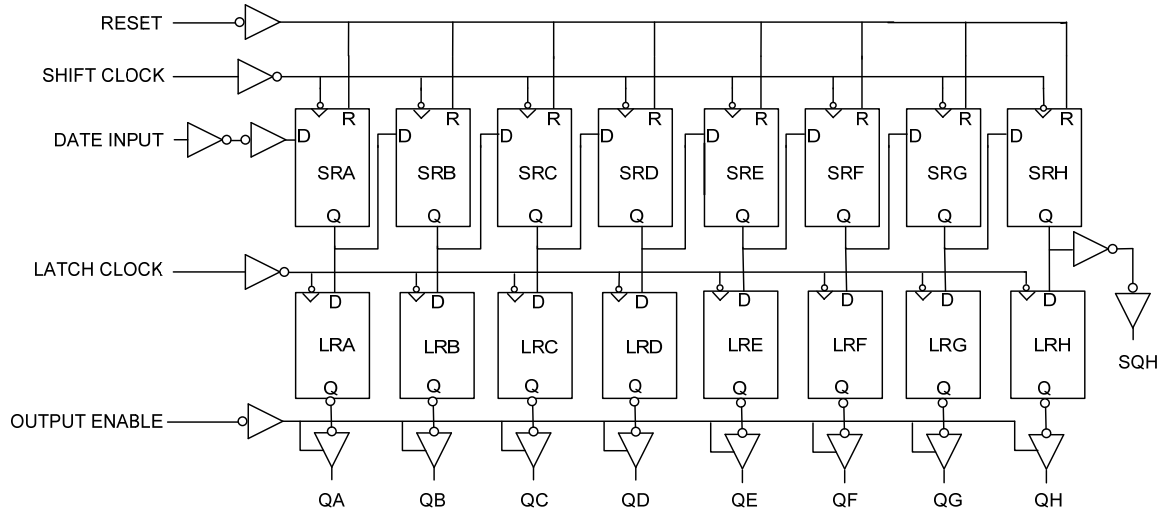 RESET
SHIFT CLOCK
DATE INPUT
R R R R R R R R
D D D D D D D D
SRA SRB SRC SRD SRE SRF SRG SRH
Q Q Q Q Q Q Q Q
LATCH CLOCK
D D D D D D D D
LRA LRB LRC LRD LRE LRF LRG LRH
SQH
Q Q Q Q Q Q Q Q
OUTPUT ENABLE
QA QB QC QD QE QF QG QH